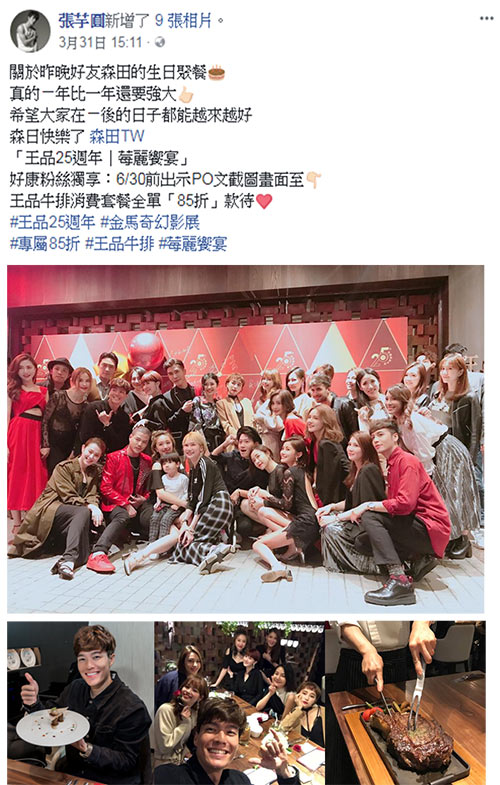 張芋圓新增了 9 張相片。
3月31日 15:11
關於昨晚好友森田的生日聚餐🎂
真的ㄧ年比一年還要強大👍🏻
希望大家在ㄧ後的日子都能越來越好
森日快樂了 森田TW
「王品25週年｜莓麗饗宴」
好康粉絲獨享：6/30前出示PO文截圖畫面至👇🏻
王品牛排消費套餐全單「85折」款待❤️
#王品25週年 #金馬奇幻影展
#專屬85折 #王品牛排 #莓麗饗宴
25